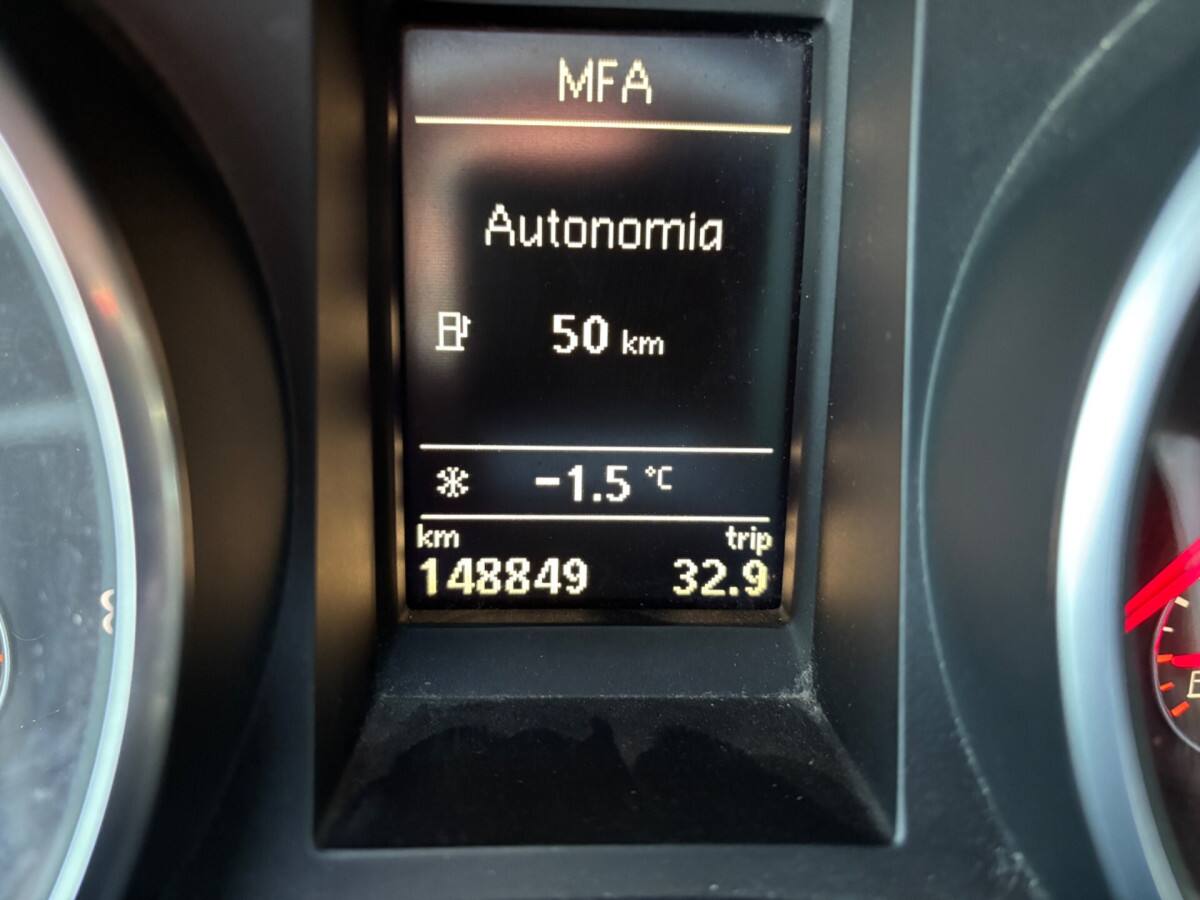 MFA
Autonomia
50 km
-1.5 °C
km trip
148849 32.9